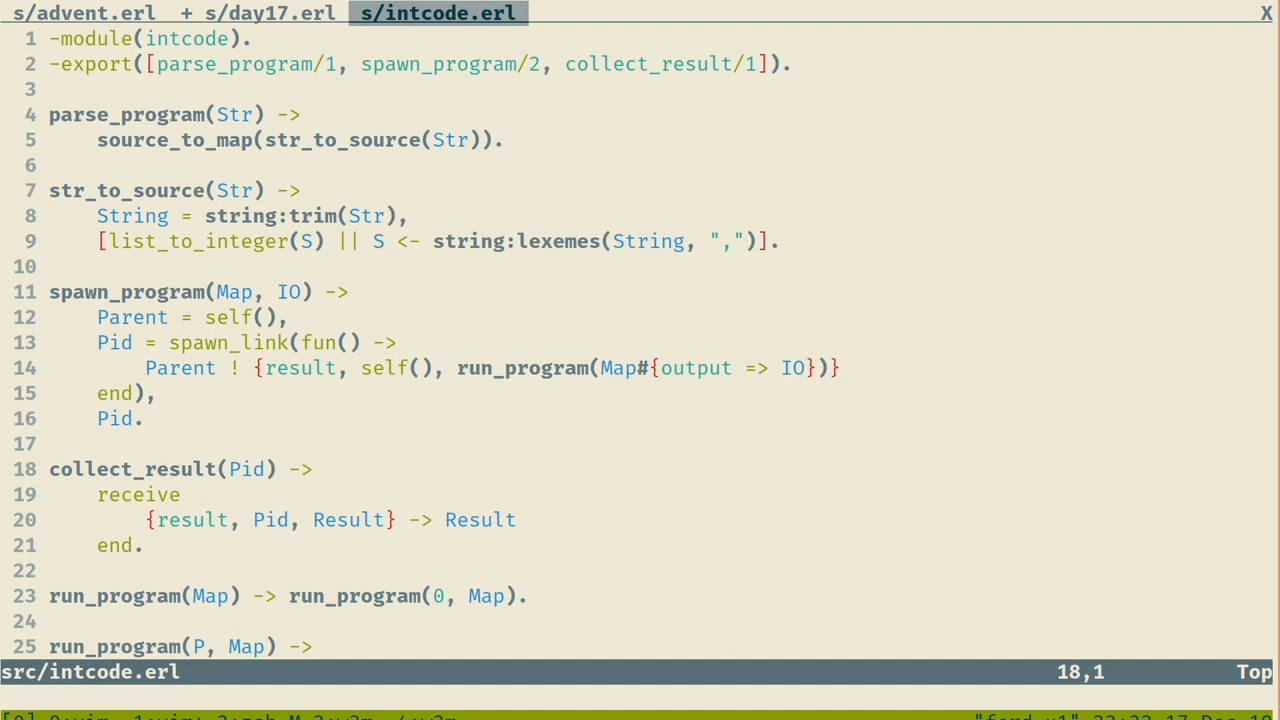 s/advent.erl  + s/day17.erl  s/intcode.erl X
1 -module(intcode).
2 -export([parse_program/1, spawn_program/2, collect_result/1]).
3
4 parse_program(Str) ->
5     source_to_map(str_to_source(Str)).
6
7 str_to_source(Str) ->
8     String = string:trim(Str),
9     [list_to_integer(S) || S <- string:lexemes(String, ",")].
10
11 spawn_program(Map, IO) ->
12     Parent = self(),
13     Pid = spawn_link(fun() ->
14         Parent ! {result, self(), run_program(Map#{output => IO})}
15     end),
16     Pid.
17
18 collect_result(Pid) ->
19     receive
20         {result, Pid, Result} -> Result
21     end.
22
23 run_program(Map) -> run_program(0, Map).
24
25 run_program(P, Map) ->
src/intcode.erl 18,1 Top